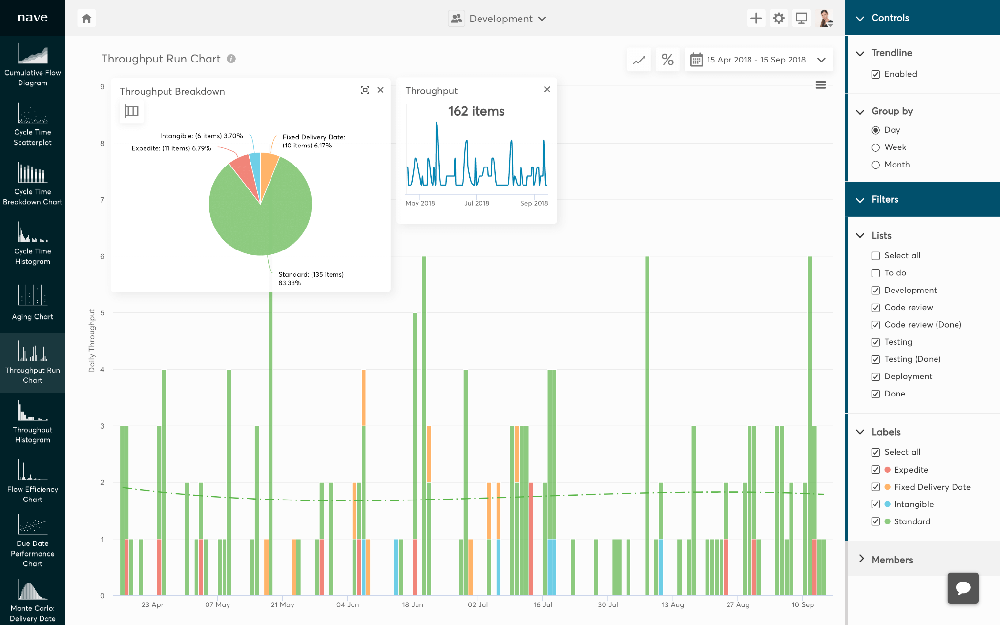 nave
Development
Controls
Cumulative Flow
Diagram
Cycle Time
Scatterplot
Cycle Time
Breakdown Chart
Cycle Time
Histogram
Aging Chart
Throughput Run
Chart
Throughput
Histogram
Flow Efficiency
Chart
Due Date
Performance
Chart
Monte Carlo:
Delivery Date
Throughput Run Chart i
%
15 Apr 2018 - 15 Sep 2018
Throughput Breakdown
Intangible: (6 items) 3.70%
Expedite: (11 items) 6.79%
Fixed Delivery Date:
(10 items) 6.17%
Standard: (135 items)
83.33%
Throughput
162 items
May 2018
Jul 2018
Sep 2018
Daily Throughput
9
8
7
6
5
4
3
2
1
0
23 Apr
07 May
21 May
04 Jun
18 Jun
02 Jul
16 Jul
30 Jul
13 Aug
27 Aug
10 Sep
Trendline
Enabled
Group by
Day
Week
Month
Filters
Lists
Select all
To do
Development
Code review
Code review (Done)
Testing
Testing (Done)
Deployment
Done
Labels
Select all
Expedite
Fixed Delivery Date
Intangible
Standard
Members